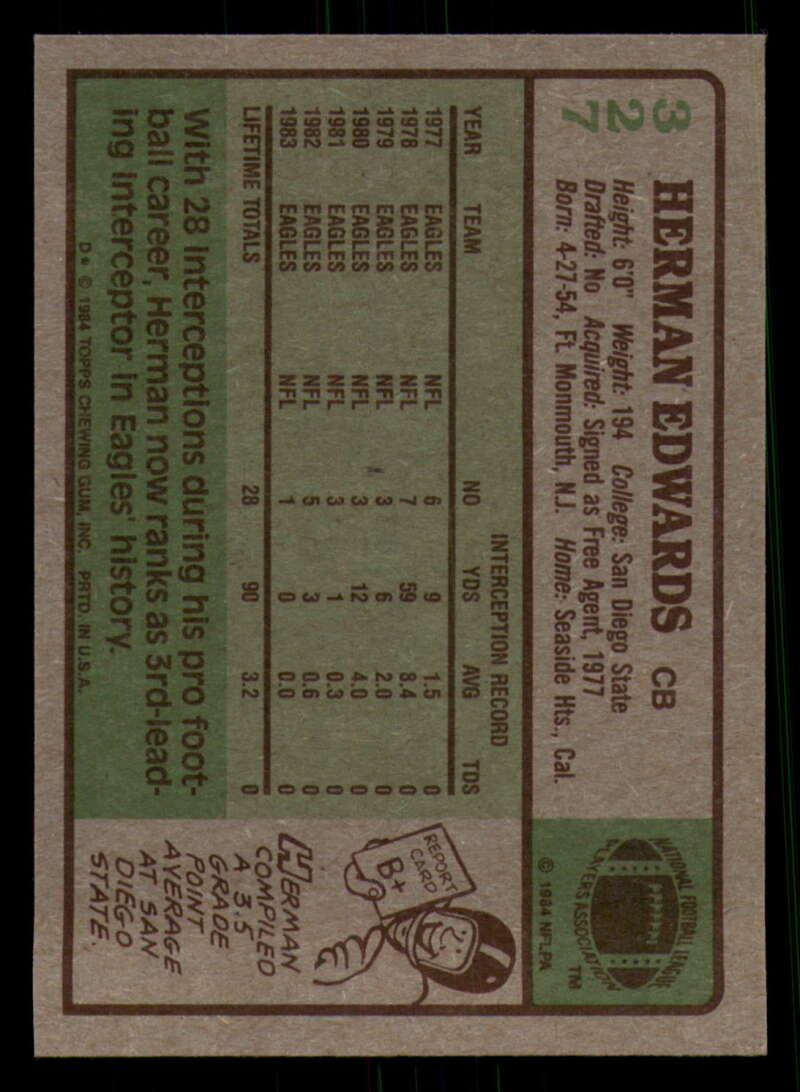 327
HERMAN EDWARDS CB
Height: 6'0" Weight: 194 College: San Diego State
Drafted: No Acquired: Signed as Free Agent, 1977
Born: 4-27-54, Ft. Monmouth, N.J. Home: Seaside Hts., Cal.
NATIONAL FOOTBALL LEAGUE
PLAYERS ASSOCIATION
TM
© 1984 NFLPA
INTERCEPTION RECORD
YEAR TEAM NO YDS AVG TDS
1977 EAGLES NFL 6 9 1.5 0
1978 EAGLES NFL 7 59 8.4 0
1979 EAGLES NFL 3 6 2.0 0
1980 EAGLES NFL 3 12 4.0 0
1981 EAGLES NFL 3 1 0.3 0
1982 EAGLES NFL 5 3 0.6 0
1983 EAGLES NFL 1 0 0.0 0
LIFETIME TOTALS 28 90 3.2 0
With 28 interceptions during his pro foot-
ball career, Herman now ranks as 3rd-lead-
ing interceptor in Eagles' history.
D* © 1984 TOPPS CHEWING GUM, INC. PRTD. IN U.S.A.
REPORT
CARD
B+
HERMAN
COMPILED
A 3.5
GRADE
POINT
AVERAGE
AT SAN
DIEGO
STATE.